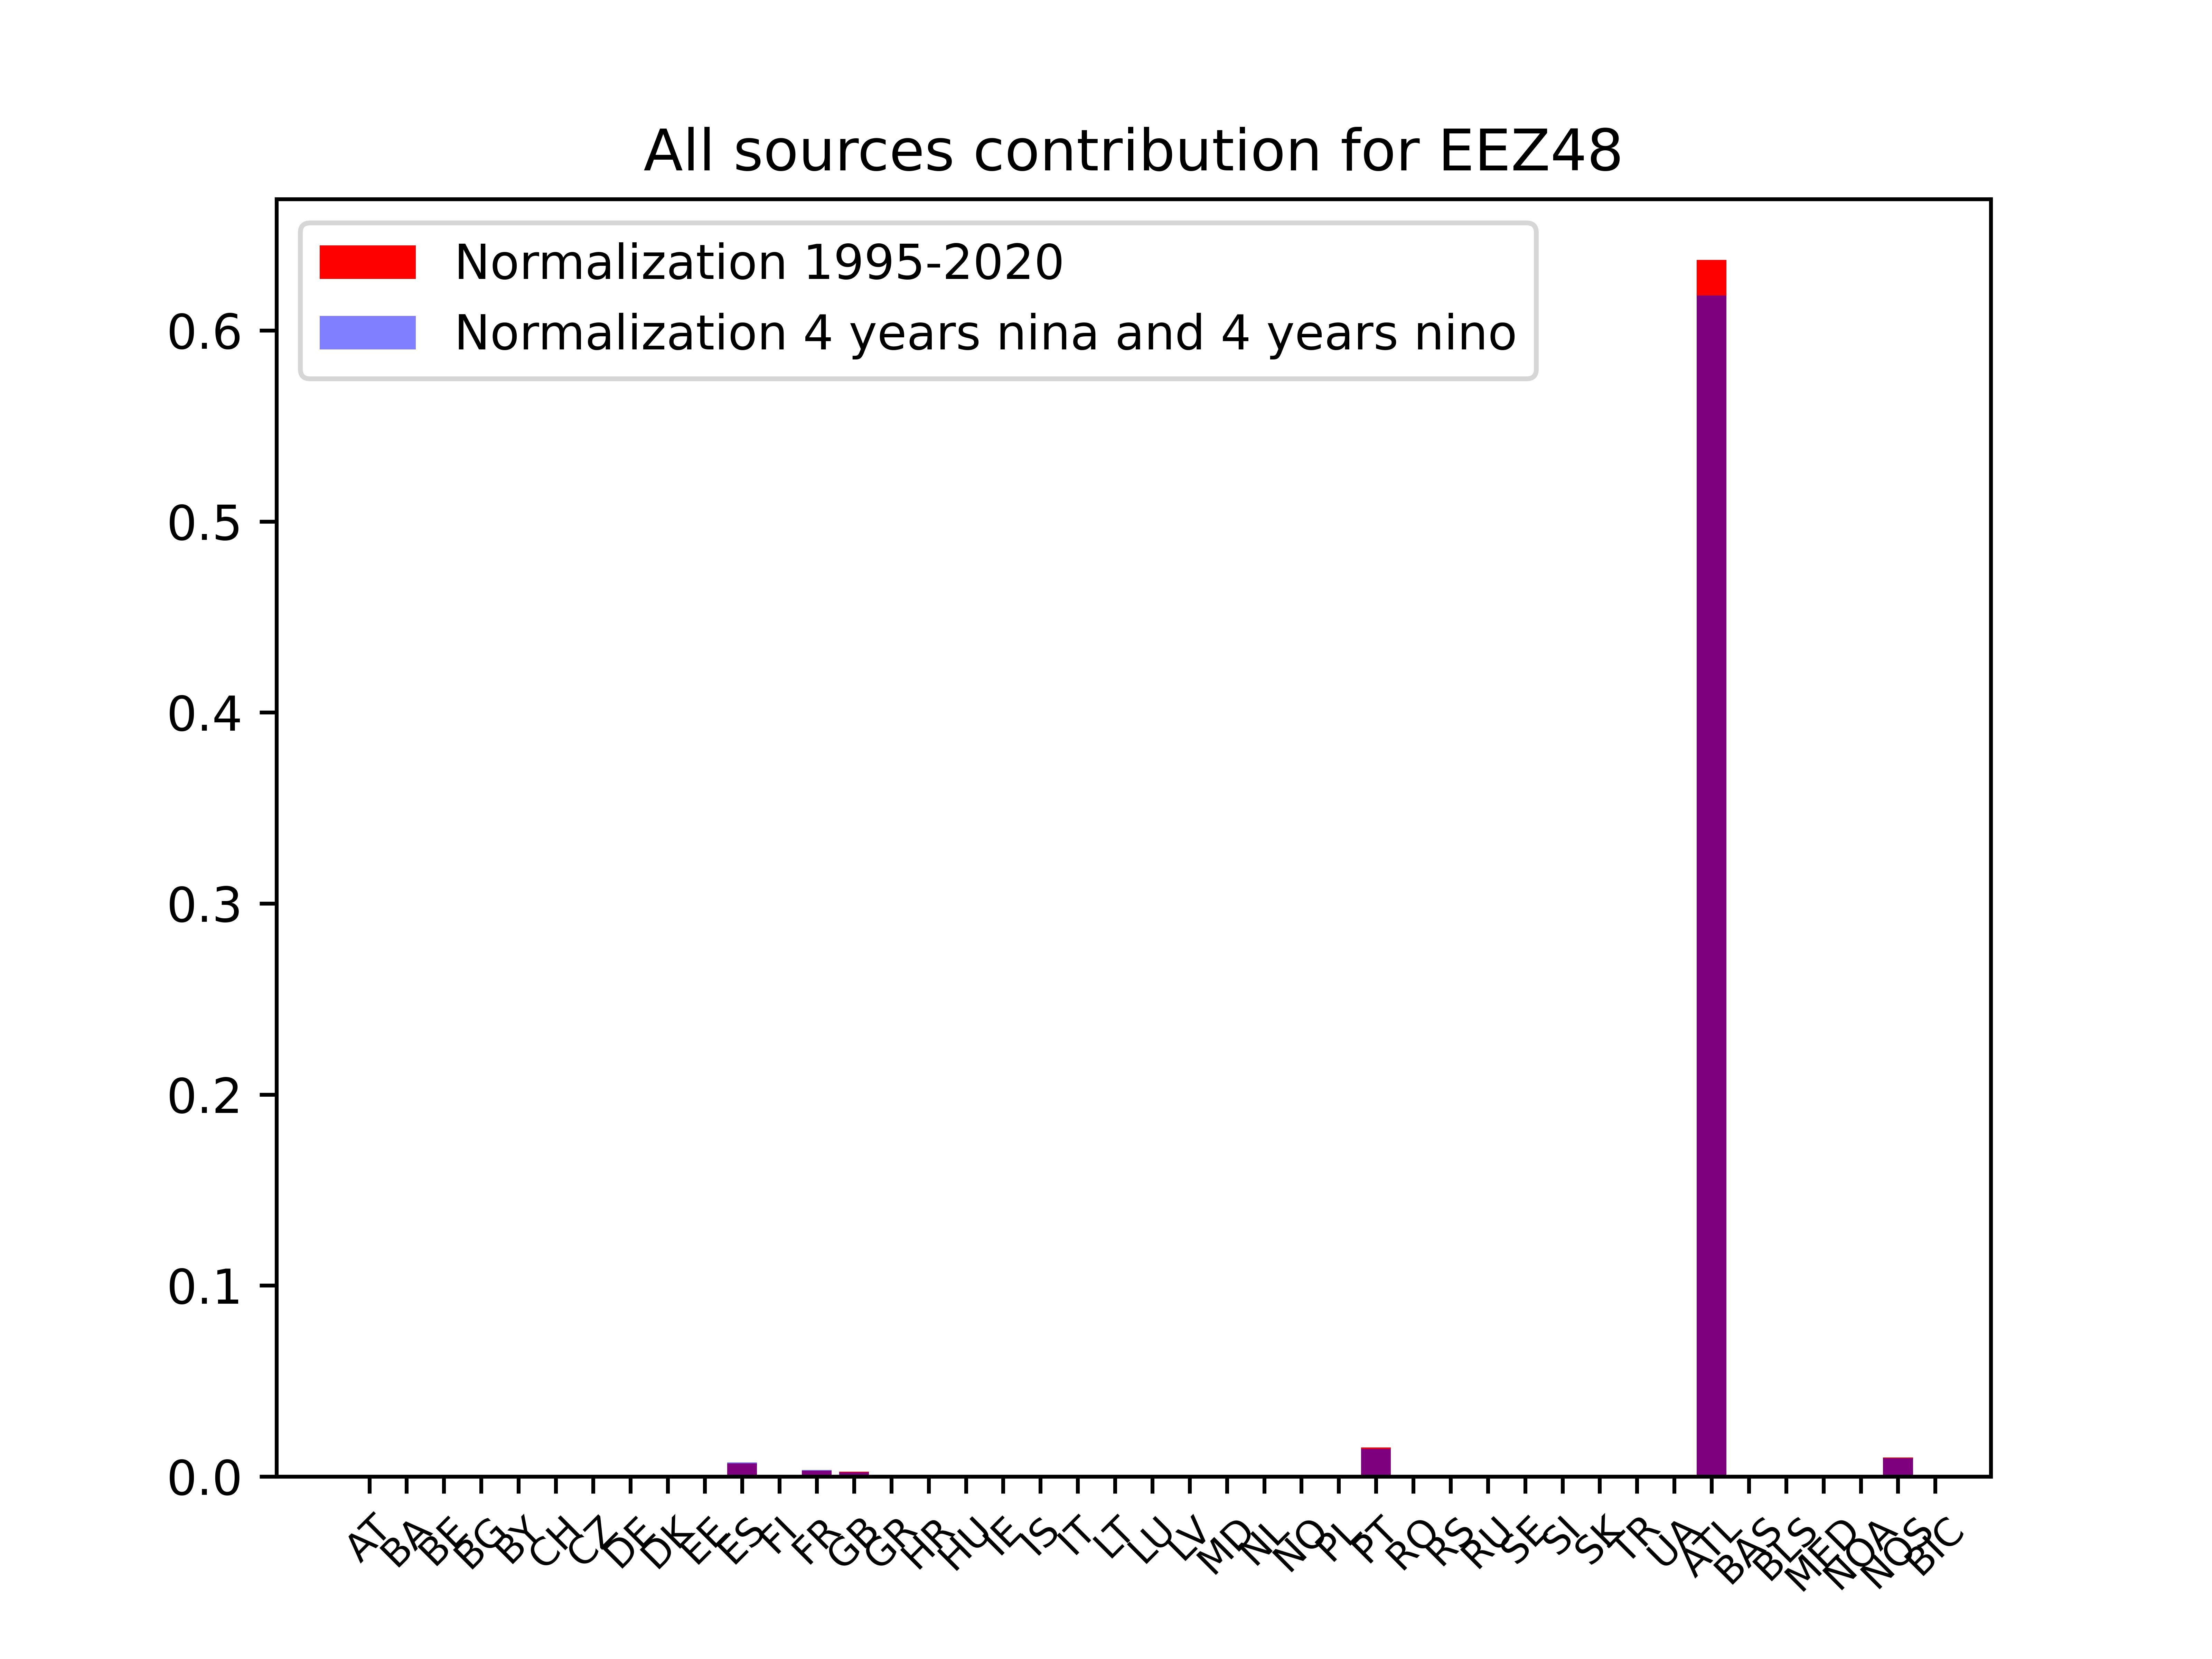 All sources contribution for EEZ48
Normalization 1995-2020
Normalization 4 years nina and 4 years nino
0.6
0.5
0.4
0.3
0.2
0.1
0.0
AT BA BE BG BY CH CZ DE DK EE ES FI FR GB GR HR HU IE IS IT LT LU LV MD NL NO PL PT RO RS RU SE SI SK TR UA ATL BAS BLS MED NOA NOS BIC